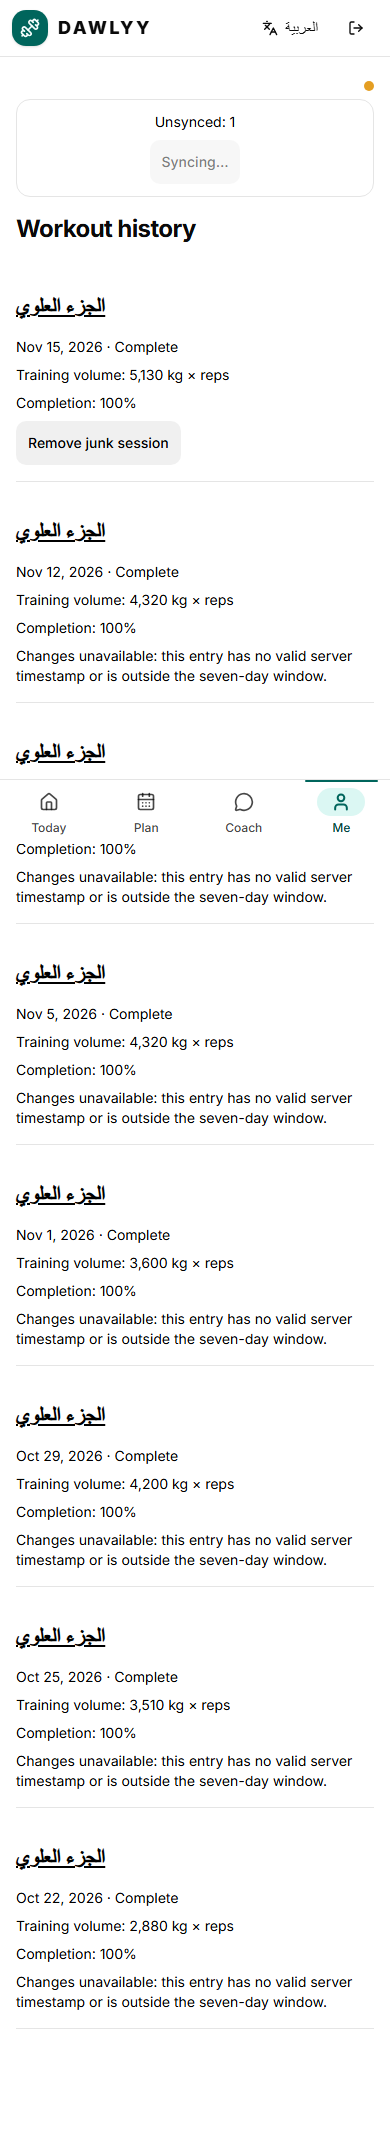 DAWLYY
العربية
Unsynced: 1
Syncing...
Workout history
الجزء العلوي
Nov 15, 2026 · Complete
Training volume: 5,130 kg × reps
Completion: 100%
Remove junk session
الجزء العلوي
Nov 12, 2026 · Complete
Training volume: 4,320 kg × reps
Completion: 100%
Changes unavailable: this entry has no valid server
timestamp or is outside the seven-day window.
الجزء العلوي
Today
Plan
Coach
Me
Completion: 100%
Changes unavailable: this entry has no valid server
timestamp or is outside the seven-day window.
الجزء العلوي
Nov 5, 2026 · Complete
Training volume: 4,320 kg × reps
Completion: 100%
Changes unavailable: this entry has no valid server
timestamp or is outside the seven-day window.
الجزء العلوي
Nov 1, 2026 · Complete
Training volume: 3,600 kg × reps
Completion: 100%
Changes unavailable: this entry has no valid server
timestamp or is outside the seven-day window.
الجزء العلوي
Oct 29, 2026 · Complete
Training volume: 4,200 kg × reps
Completion: 100%
Changes unavailable: this entry has no valid server
timestamp or is outside the seven-day window.
الجزء العلوي
Oct 25, 2026 · Complete
Training volume: 3,510 kg × reps
Completion: 100%
Changes unavailable: this entry has no valid server
timestamp or is outside the seven-day window.
الجزء العلوي
Oct 22, 2026 · Complete
Training volume: 2,880 kg × reps
Completion: 100%
Changes unavailable: this entry has no valid server
timestamp or is outside the seven-day window.